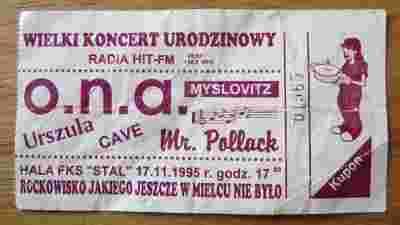 WIELKI KONCERT URODZINOWY
RADIA HIT-FM
o.n.a.
MYSLOVITZ
Urszula
CAVE
Mr. Pollack
HALA FKS "STAL" 17.11.1995 r. godz. 17 00
ROCKOWISKO JAKIEGO JESZCZE W MIELCU NIE BYŁO
Kupon